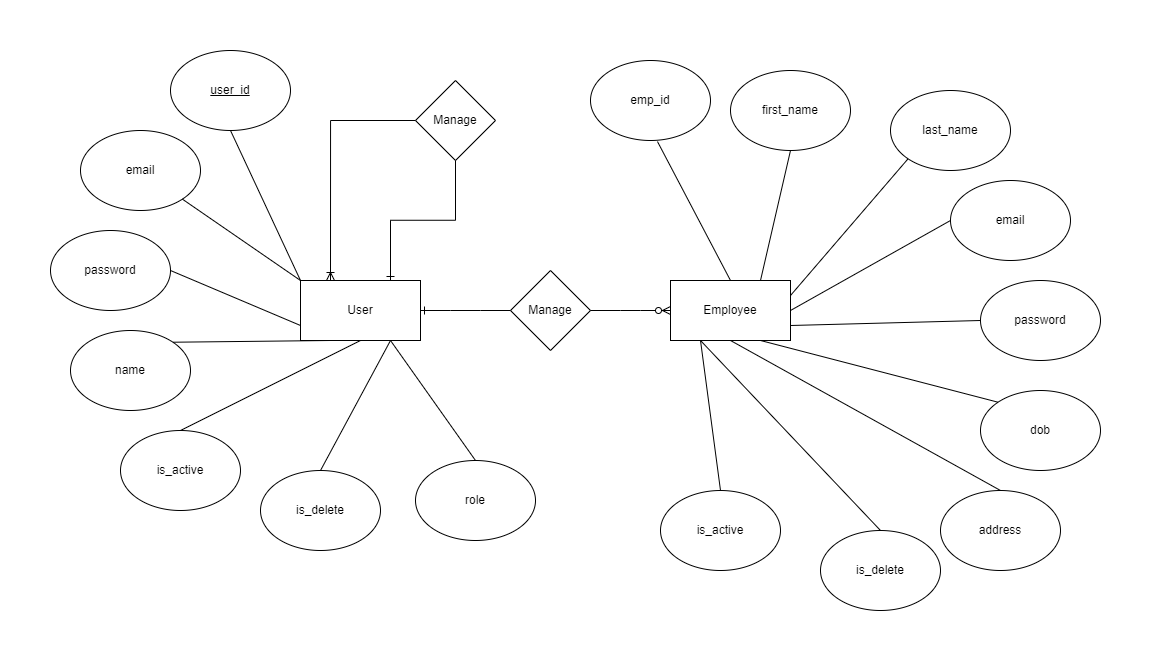 user_id
email
password
name
is_active
is_delete
role
Manage
User
Manage
Employee
emp_id
first_name
last_name
email
password
dob
address
is_delete
is_active